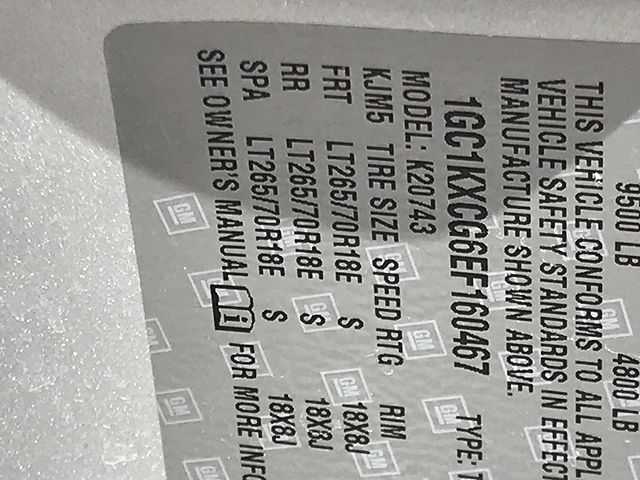 9500 LB 4800 LB
THIS VEHICLE CONFORMS TO ALL APPL
VEHICLE SAFETY STANDARDS IN EFFECT
MANUFACTURE SHOWN ABOVE.
1GC1KXCG6EF160467 TYPE: T
MODEL: K20743
KJM5 TIRE SIZE SPEED RTG RIM
FRT LT265/70R18E S 18X8J
RR LT265/70R18E S 18X8J
SPA LT265/70R18E S 18X8J
SEE OWNER'S MANUAL i FOR MORE INFO